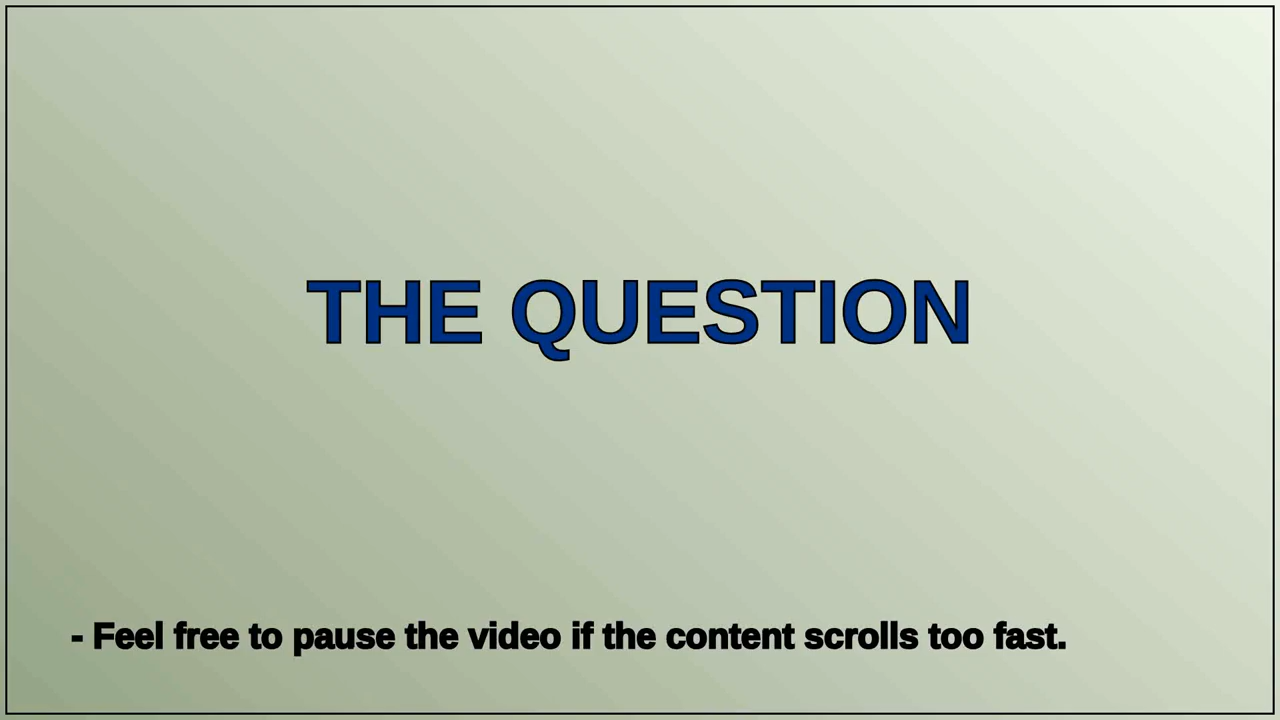 THE QUESTION
- Feel free to pause the video if the content scrolls too fast.